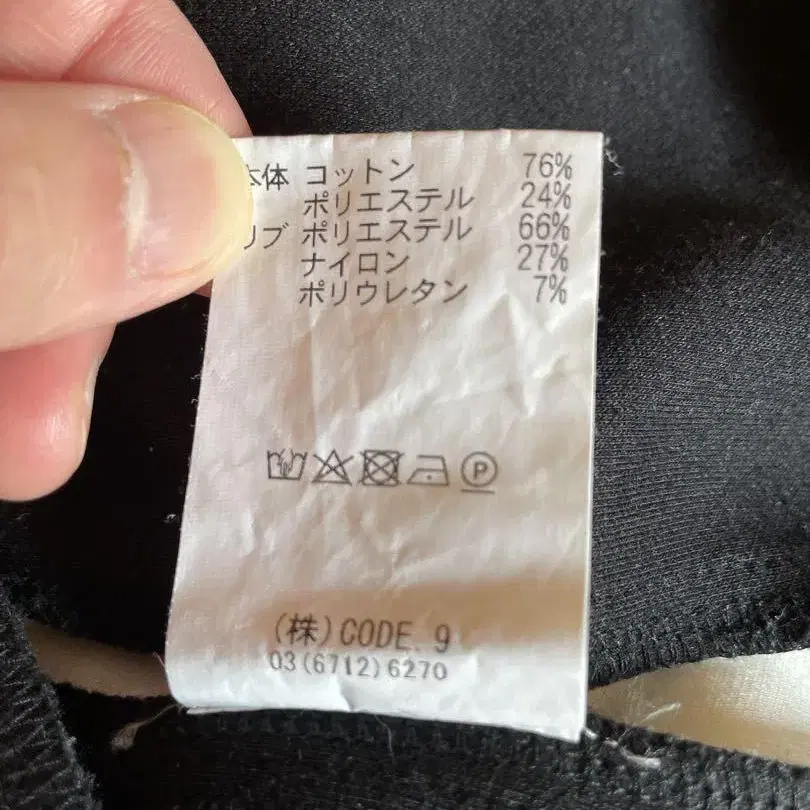 本体 コットン 76%
ポリエステル 24%
リブ ポリエステル 66%
ナイロン 27%
ポリウレタン 7%
P
(株)CODE.9
03(6712)6270